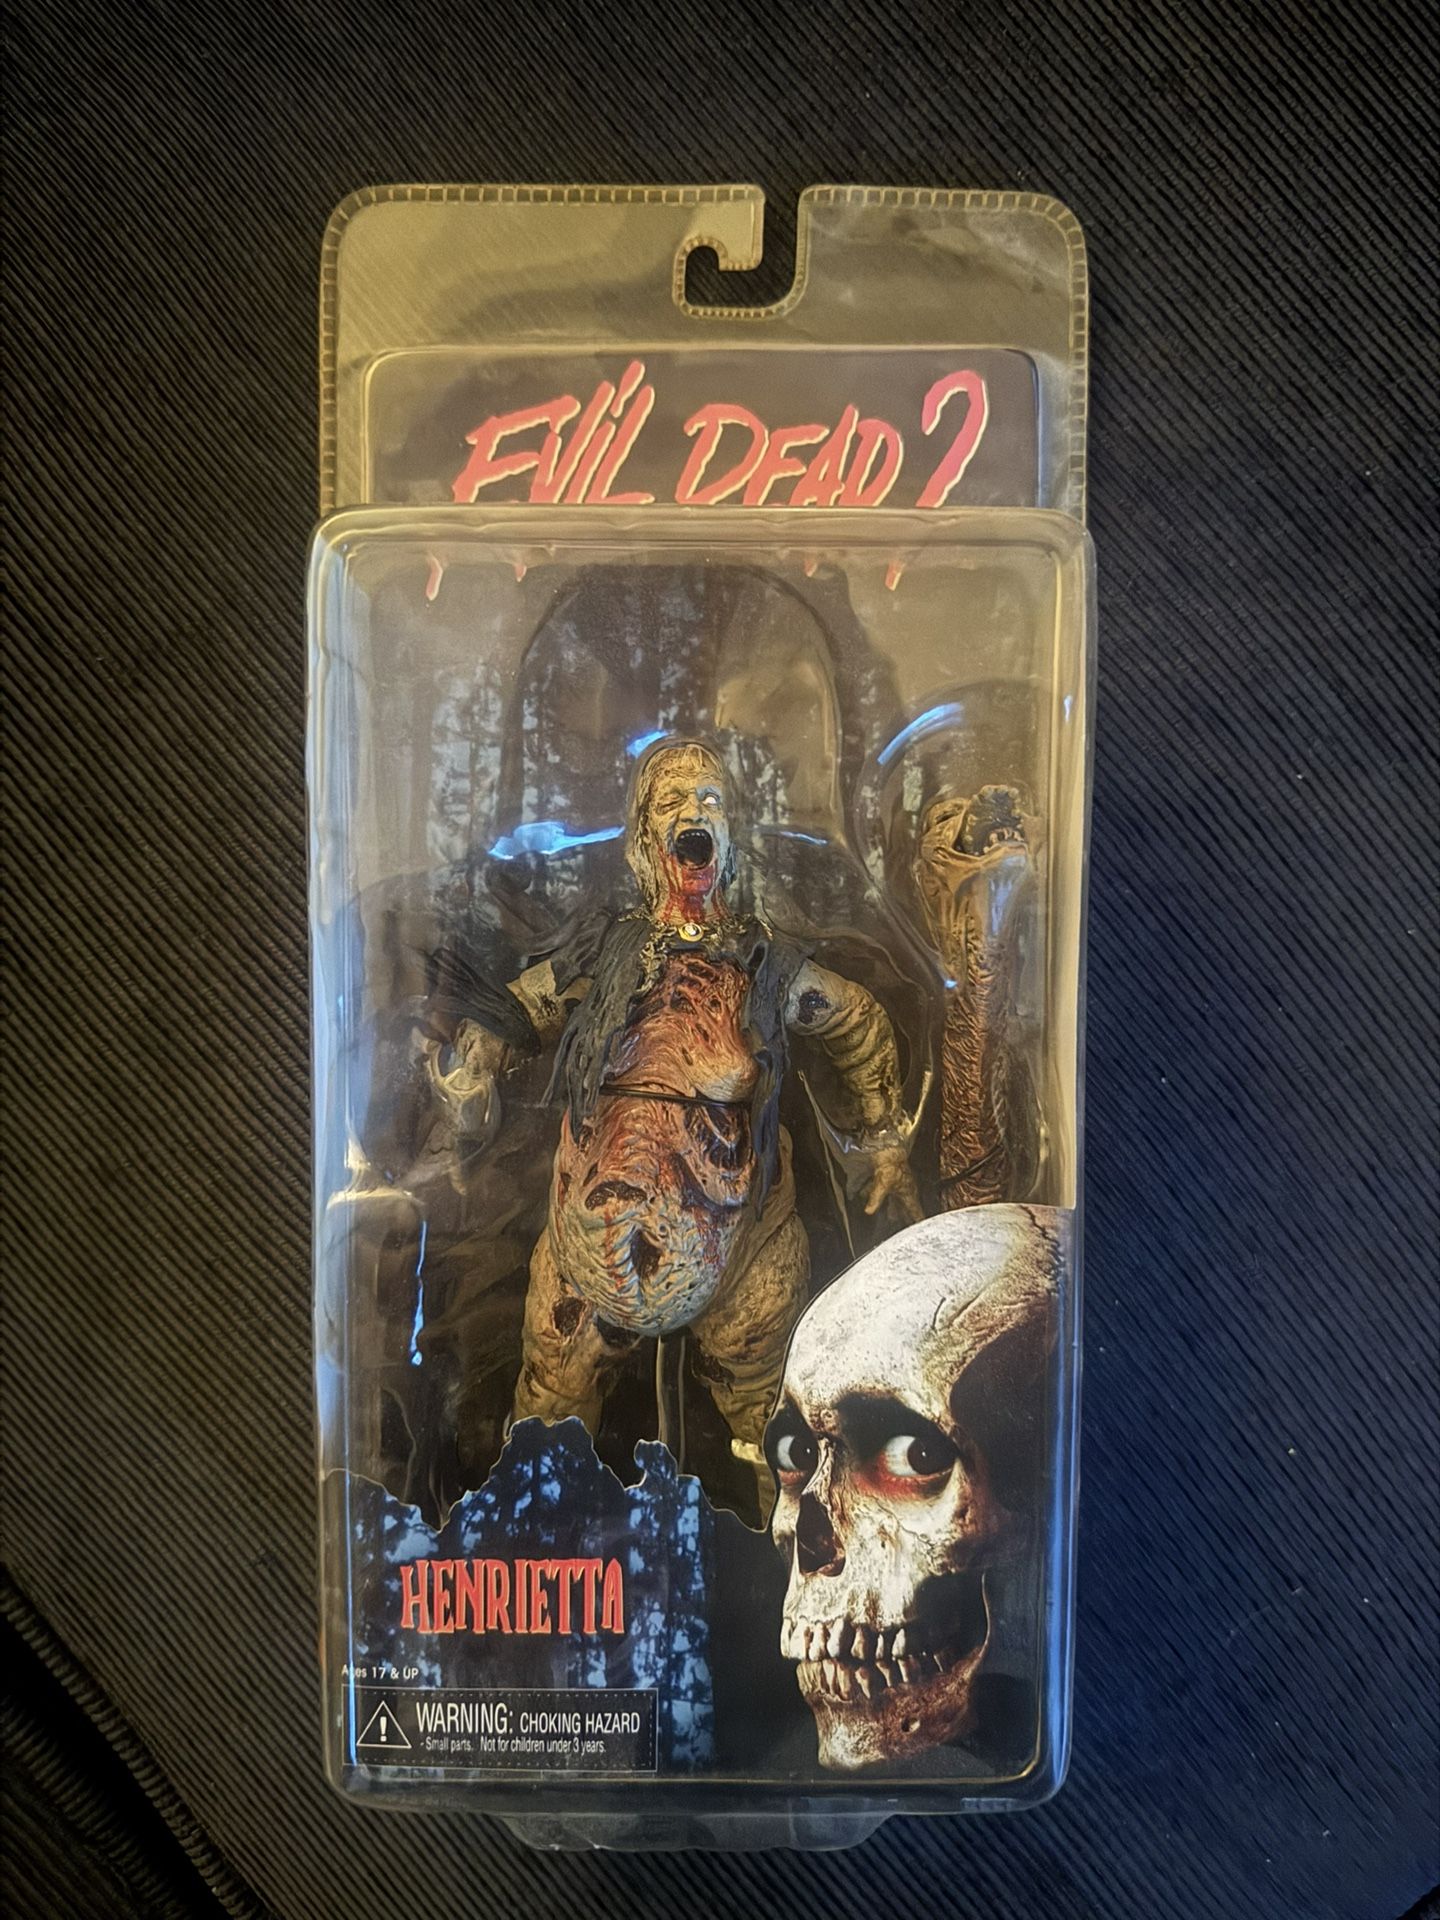 EVIL DEAD 2
HENRIETTA
Ages 17 & UP
WARNING: CHOKING HAZARD
- Small parts. Not for children under 3 years.